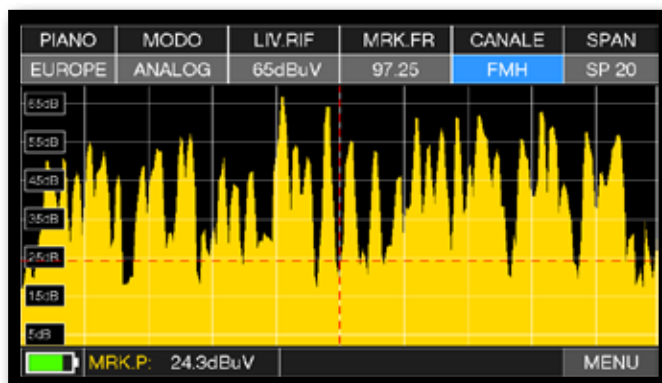 PIANO MODO LIV.RIF MRK.FR CANALE SPAN
EUROPE ANALOG 65dBuV 97.25 FMH SP 20
65dB
55dB
45dB
35dB
25dB
15dB
5dB
MRK.P: 24.3dBuV MENU